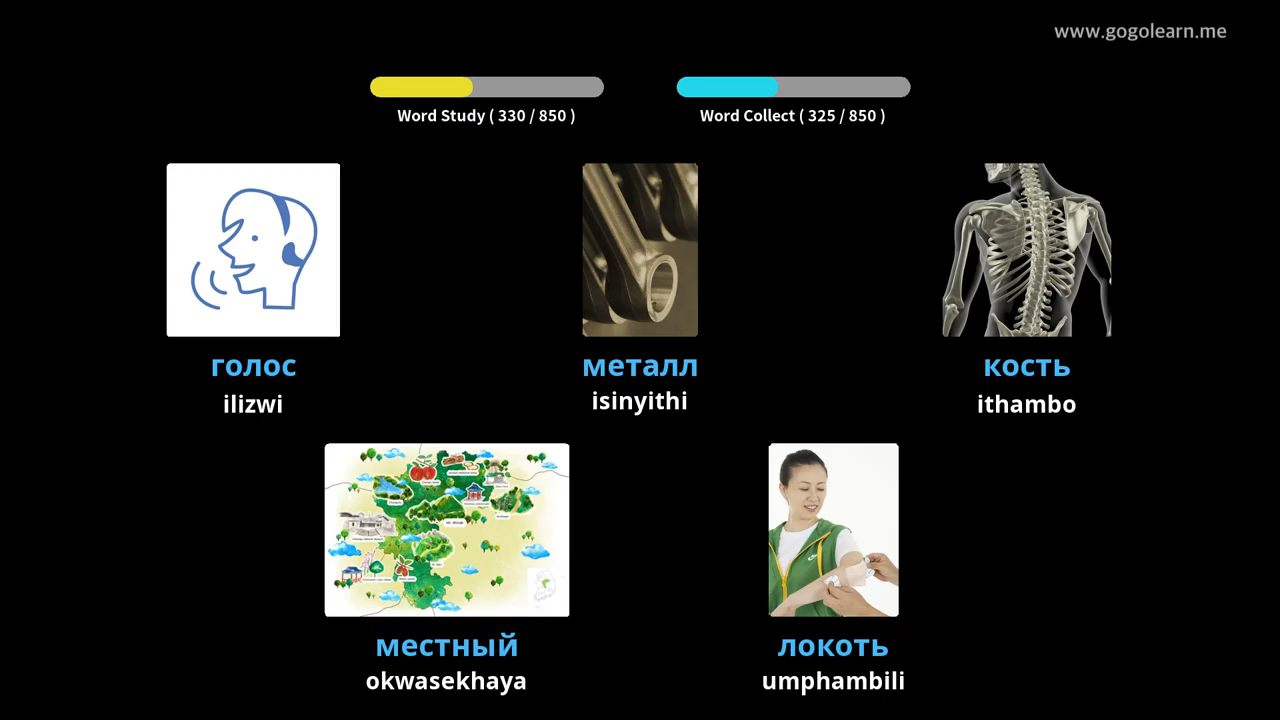 www.gogolearn.me
Word Study ( 330 / 850 )
Word Collect ( 325 / 850 )
голос
ilizwi
металл
isinyithi
кость
ithambo
местный
okwasekhaya
локоть
umphambili